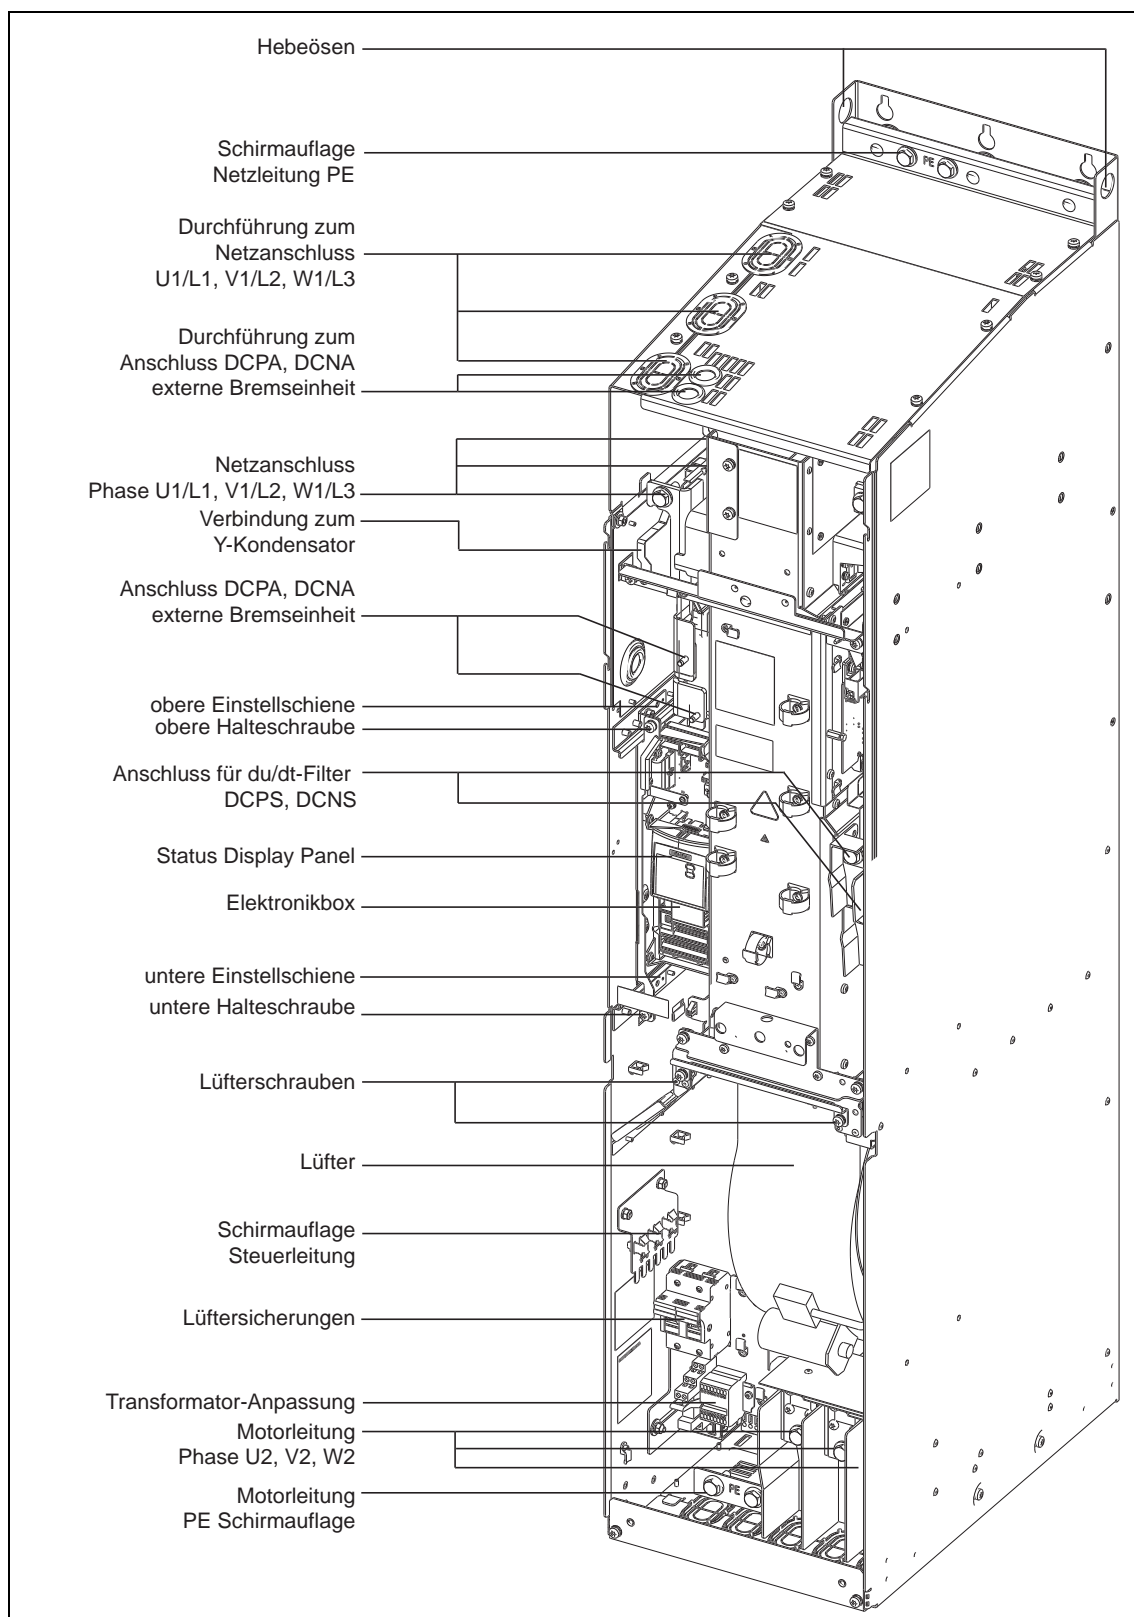 Hebeösen
Schirmauflage
Netzleitung PE
PE
Durchführung zum
Netzanschluss
U1/L1, V1/L2, W1/L3
Durchführung zum
Anschluss DCPA, DCNA
externe Bremseinheit
Netzanschluss
Phase U1/L1, V1/L2, W1/L3
Verbindung zum
Y-Kondensator
Anschluss DCPA, DCNA
externe Bremseinheit
obere Einstellschiene
obere Halteschraube
Anschluss für du/dt-Filter
DCPS, DCNS
Status Display Panel
Elektronikbox
untere Einstellschiene
untere Halteschraube
Lüfterschrauben
Lüfter
Schirmauflage
Steuerleitung
Lüftersicherungen
Transformator-Anpassung
Motorleitung
Phase U2, V2, W2
Motorleitung
PE Schirmauflage
PE